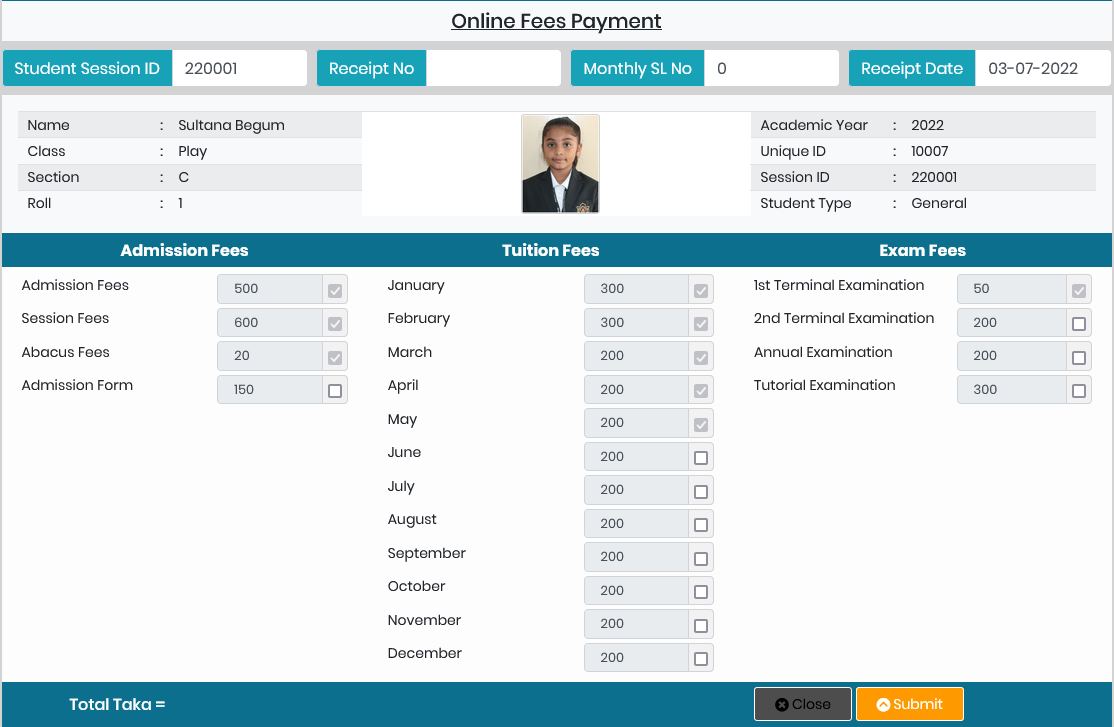 Online Fees Payment
Student Session ID 220001 Receipt No Monthly SL No 0 Receipt Date 03-07-2022
Name : Sultana Begum Academic Year : 2022
Class : Play Unique ID : 10007
Section : C Session ID : 220001
Roll : 1 Student Type : General
Admission Fees Tuition Fees Exam Fees
Admission Fees 500 January 300 1st Terminal Examination 50
Session Fees 600 February 300 2nd Terminal Examination 200
Abacus Fees 20 March 200 Annual Examination 200
Admission Form 150 April 200 Tutorial Examination 300
May 200
June 200
July 200
August 200
September 200
October 200
November 200
December 200
Total Taka = Close Submit